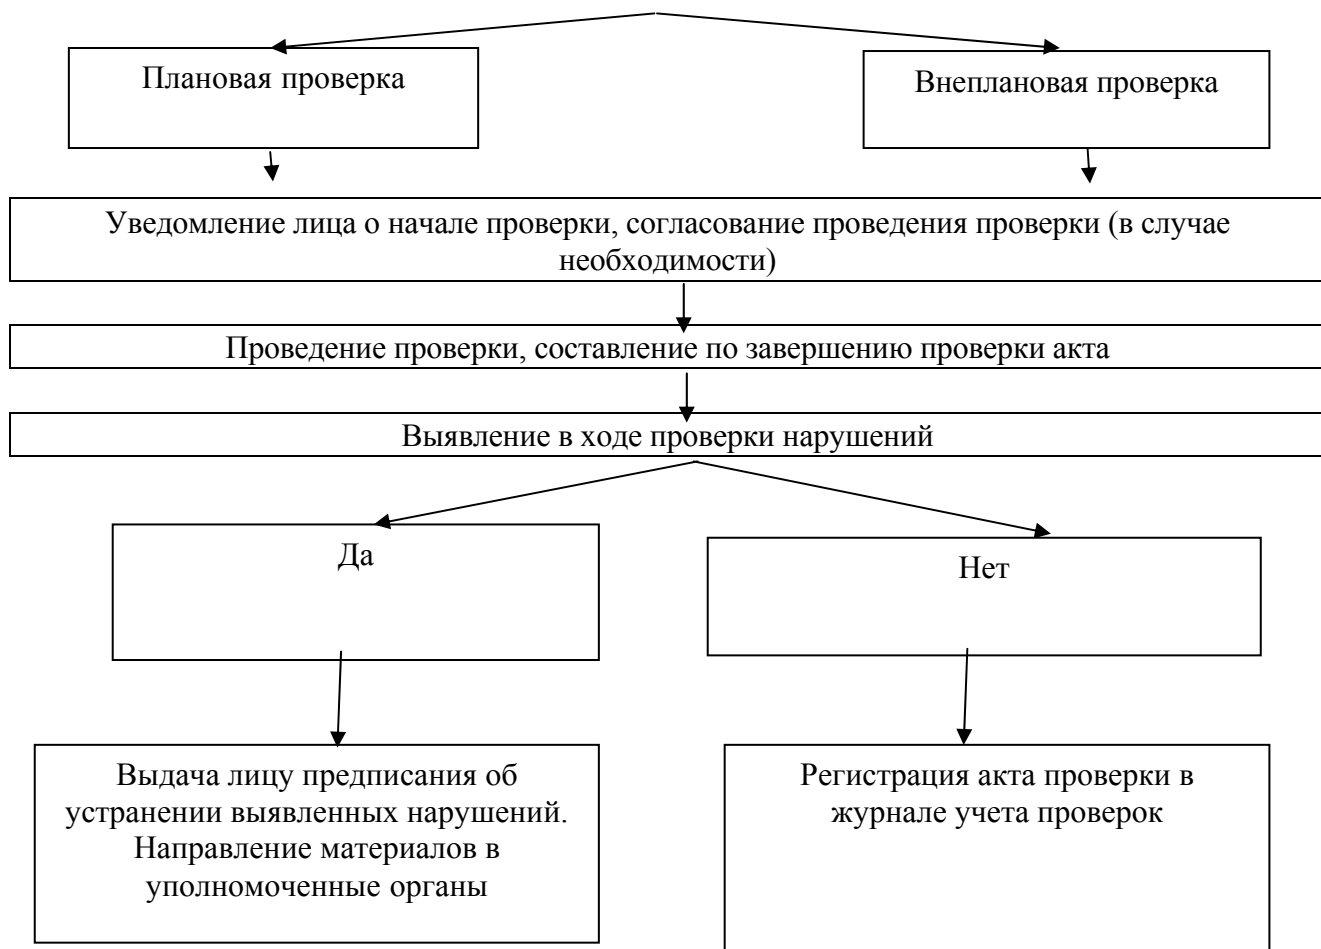 Плановая проверка
Внеплановая проверка
Уведомление лица о начале проверки, согласование проведения проверки (в случае
необходимости)
Проведение проверки, составление по завершению проверки акта
Выявление в ходе проверки нарушений
Да
Нет
Выдача лицу предписания об
устранении выявленных нарушений.
Направление материалов в
уполномоченные органы
Регистрация акта проверки в
журнале учета проверок